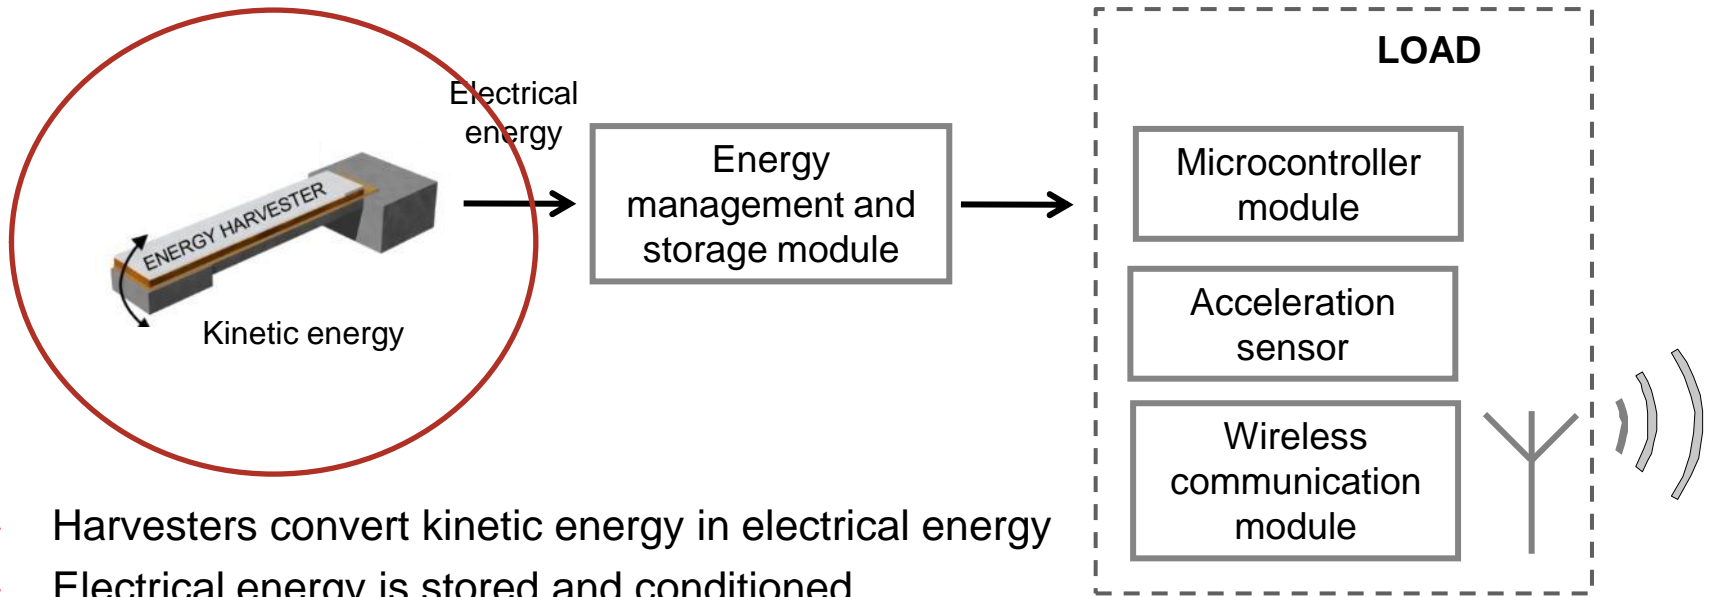 LOAD
Electrical
energy
ENERGY HARVESTER
Kinetic energy
Energy
management and
storage module
Microcontroller
module
Acceleration
sensor
Wireless
communication
module
Harvesters convert kinetic energy in electrical energy
Electrical energy is stored and conditioned